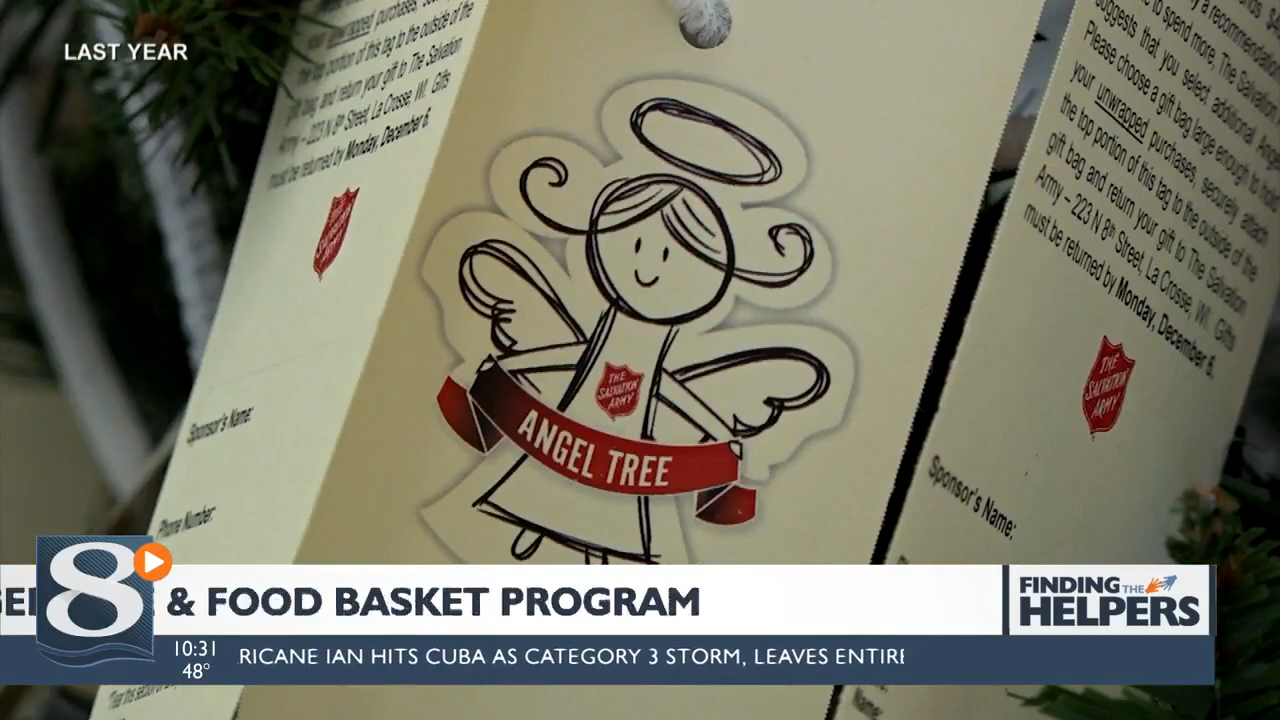 LAST YEAR
your unwrapped purchases,
the top portion of this tag to the outside of the
gift bag and return your gift to The Salvation
Army – 223 N 8th Street, La Crosse, WI. Gifts
must be returned by Monday, December 6.
Sponsor's Name:
Phone Number:
THE
SALVATION
ARMY
ANGEL TREE
a recommendation
to spend more, The Salvation
suggests that you select additional
Please choose a gift bag large enough to hold
your unwrapped purchases, securely attach
the top portion of this tag to the outside of the
gift bag and return your gift to The Salvation
Army – 223 N 8th Street, La Crosse, WI. Gifts
must be returned by Monday, December 6.
THE
SALVATION
ARMY
Sponsor's Name:
Name:
8
& FOOD BASKET PROGRAM
FINDING THE
HELPERS
10:31
48°
RICANE IAN HITS CUBA AS CATEGORY 3 STORM, LEAVES ENTIRE